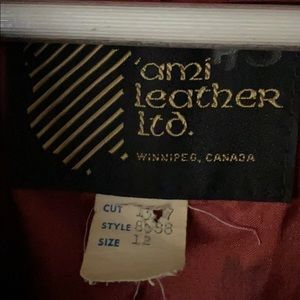 'ami
leather
ltd.
WINNIPEG, CANADA
CUT
STYLE
SIZE 12